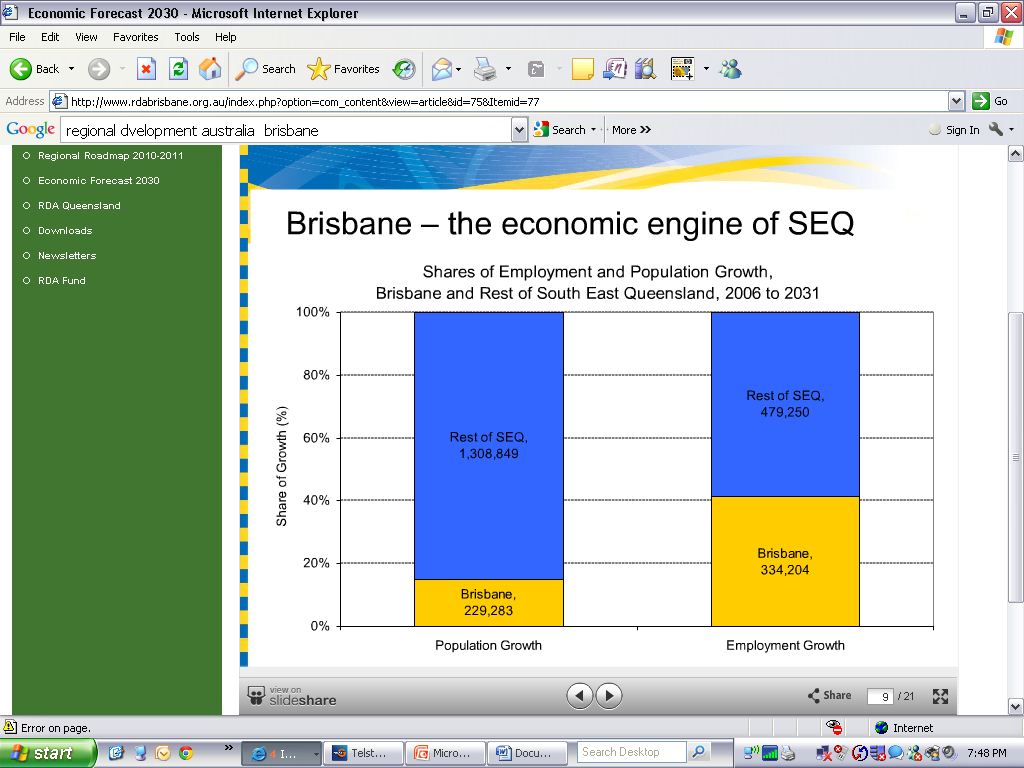 Economic Forecast 2030 - Microsoft Internet Explorer
File Edit View Favorites Tools Help
Back Search Favorites
Address http://www.rdabrisbane.org.au/index.php?option=com_content&view=article&id=75&Itemid=77 Go
Google regional dvelopment australia brisbane Search More » Sign In
Regional Roadmap 2010-2011
Economic Forecast 2030
RDA Queensland
Downloads
Newsletters
RDA Fund
Brisbane – the economic engine of SEQ
Shares of Employment and Population Growth,
Brisbane and Rest of South East Queensland, 2006 to 2031
Share of Growth (%)
100%
80%
60%
40%
20%
0%
Rest of SEQ,
1,308,849
Brisbane,
229,283
Rest of SEQ,
479,250
Brisbane,
334,204
Population Growth Employment Growth
view on
slideshare
Share 9 / 21
Error on page. Internet
start » 4 I... Telst... Micro... Docu... Search Desktop 7:48 PM